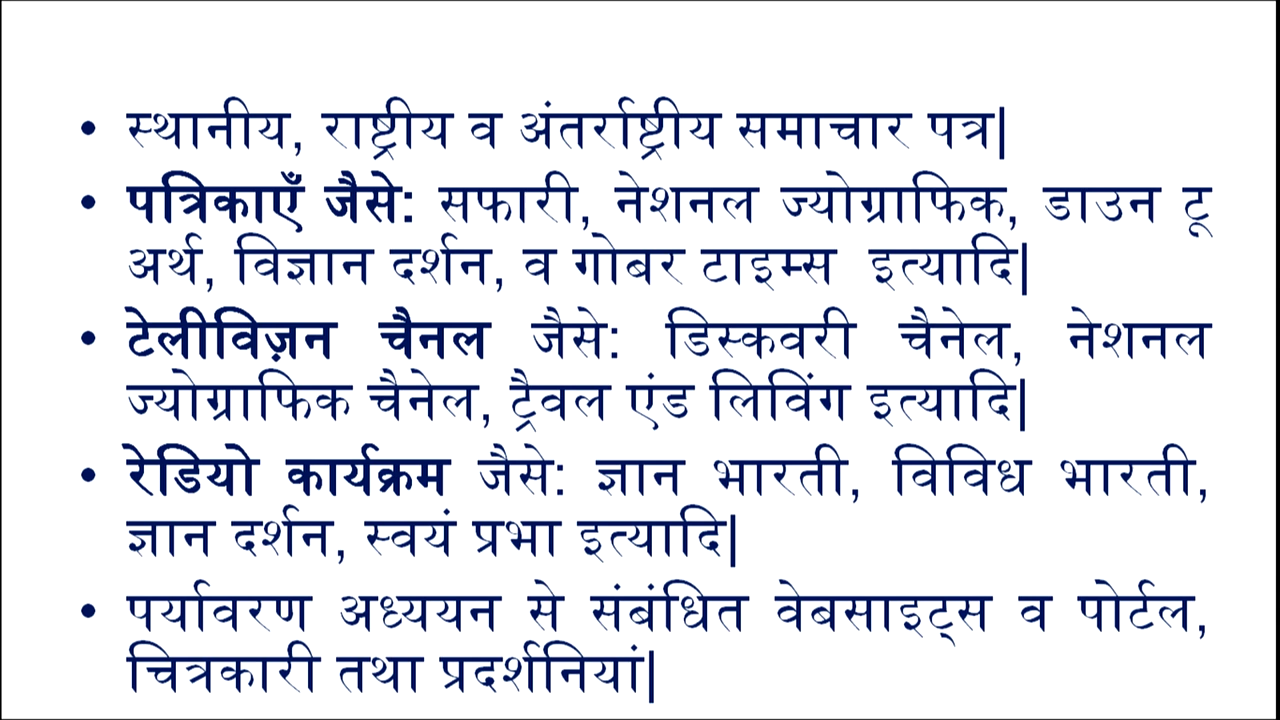 • स्थानीय, राष्ट्रीय व अंतर्राष्ट्रीय समाचार पत्र|
• पत्रिकाएँ जैसे: सफारी, नेशनल ज्योग्राफिक, डाउन टू
अर्थ, विज्ञान दर्शन, व गोबर टाइम्स इत्यादि|
• टेलीविज़न चैनल जैसे: डिस्कवरी चैनेल, नेशनल
ज्योग्राफिक चैनेल, ट्रैवल एंड लिविंग इत्यादि|
• रेडियो कार्यक्रम जैसे: ज्ञान भारती, विविध भारती,
ज्ञान दर्शन, स्वयं प्रभा इत्यादि|
• पर्यावरण अध्ययन से संबंधित वेबसाइट्स व पोर्टल,
चित्रकारी तथा प्रदर्शनियां|